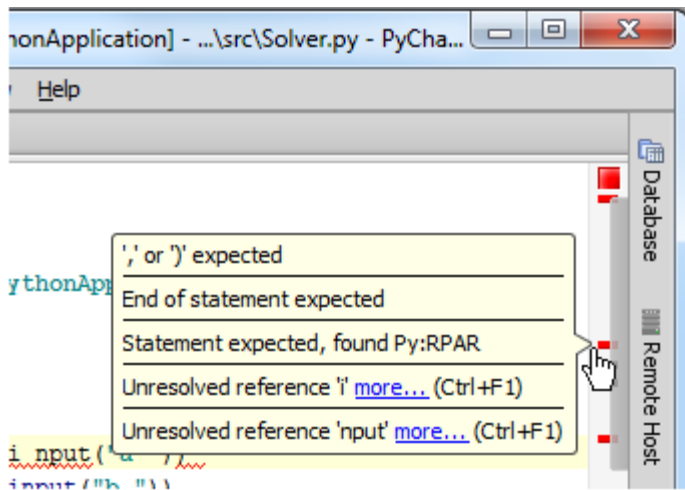 honApplication] - ...\src\Solver.py - PyCha...
Help
Database
',' or ')' expected
End of statement expected
ythonApp
Statement expected, found Py:RPAR
Remote Host
Unresolved reference 'i' more... (Ctrl+F1)
Unresolved reference 'nput' more... (Ctrl+F1)
i nput("a "))
input("b "))